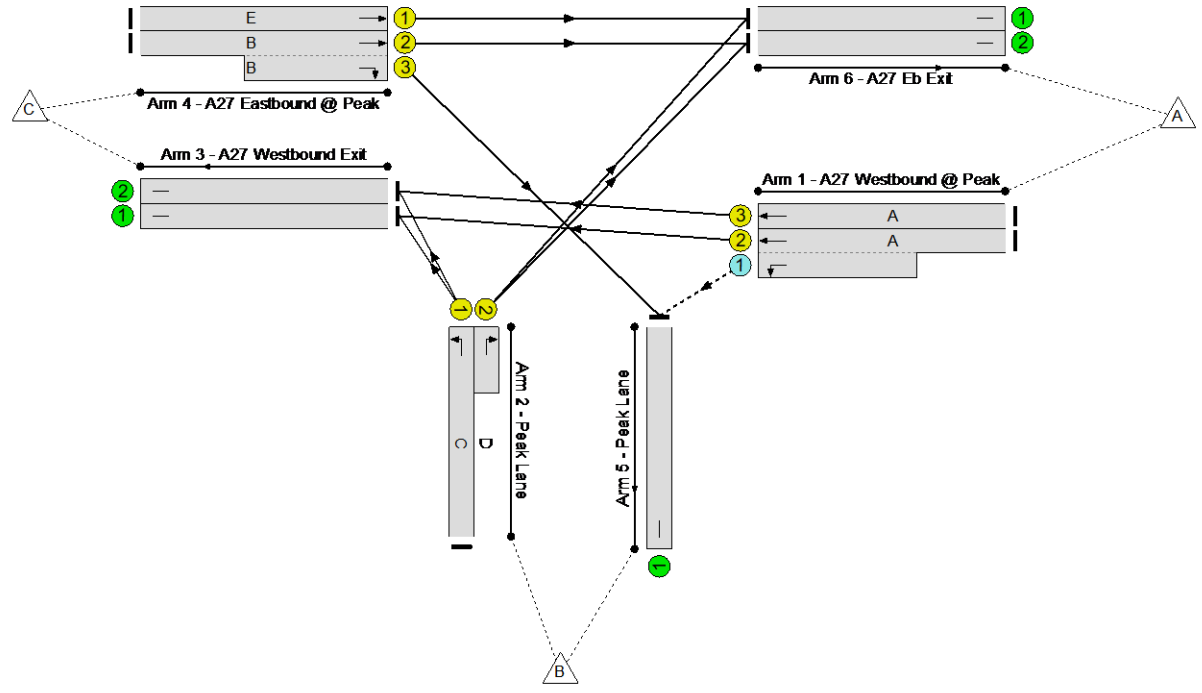 E
1
B
2
B
3
Arm 4 - A27 Eastbound @ Peak
1
2
Arm 6 - A27 Eb Exit
C
A
Arm 3 - A27 Westbound Exit
2
1
Arm 1 - A27 Westbound @ Peak
3
A
2
A
1
1
2
Arm 2 - Peak Lane
C
D
Arm 5 - Peak Lane
1
B